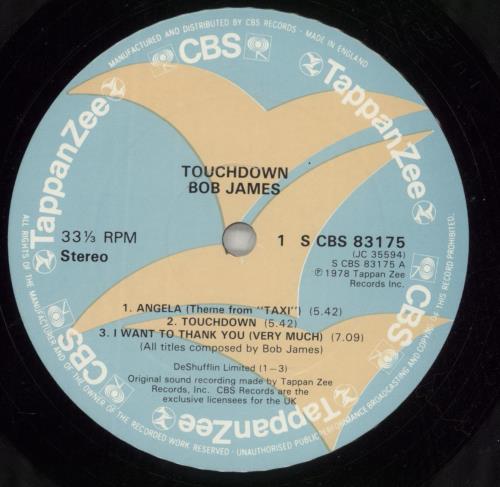 MANUFACTURED AND DISTRIBUTED BY CBS RECORDS - MADE IN ENGLAND
CBS
TappanZee
TappanZee
TOUCHDOWN
BOB JAMES
33⅓ RPM
Stereo
1 S CBS 83175
(JC 35594)
S CBS 83175 A
℗ 1978 Tappan Zee
Records Inc.
1. ANGELA (Theme from "TAXI") (5.42)
2. TOUCHDOWN (5.42)
3. I WANT TO THANK YOU (VERY MUCH) (7.09)
(All titles composed by Bob James)
DeShufflin Limited (1–3)
Original sound recording made by Tappan Zee
Records, Inc. CBS Records are the
exclusive licensees for the UK
CBS
CBS
TappanZee
ALL RIGHTS OF THE MANUFACTURER AND OF THE OWNER OF THE RECORDED WORK RESERVED - UNAUTHORISED PUBLIC PERFORMANCE BROADCASTING AND COPYING OF THIS RECORD PROHIBITED.